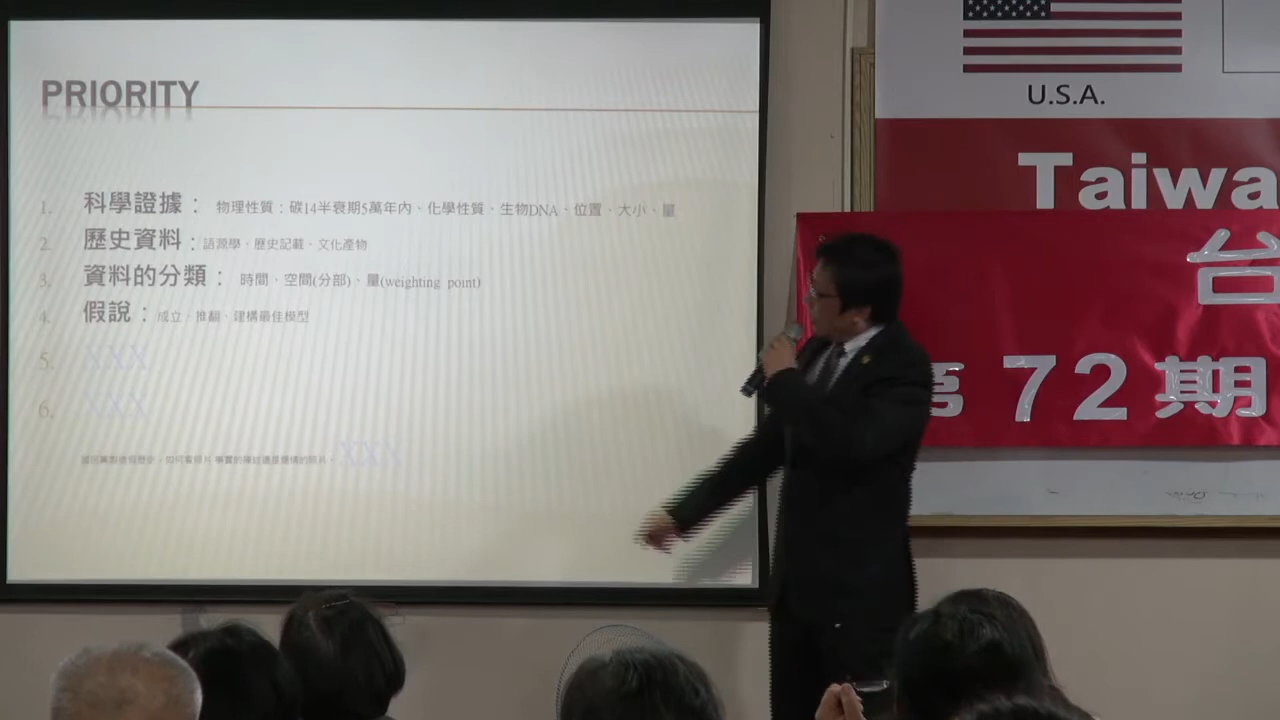 PRIORITY
1. 科學證據： 物理性質：碳14半衰期5萬年內、化學性質、生物DNA、位置、大小、量
2. 歷史資料：語源學、歷史記載、文化產物
3. 資料的分類： 時間、空間(分部)、量(weighting point)
4. 假說：成立、推翻、建構最佳模型
5. XXX
6. XXX
XXX
U.S.A.
Taiwa
台
第72期